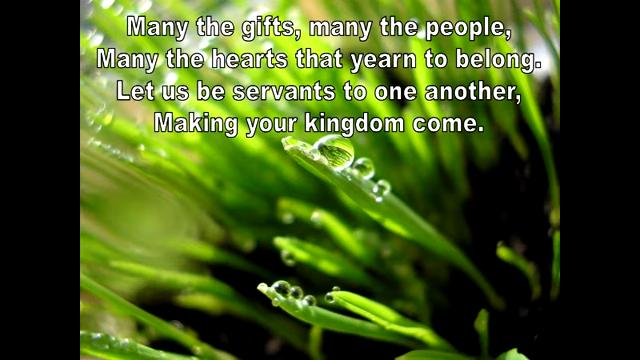 Many the gifts, many the people,
Many the hearts that yearn to belong.
Let us be servants to one another,
Making your kingdom come.